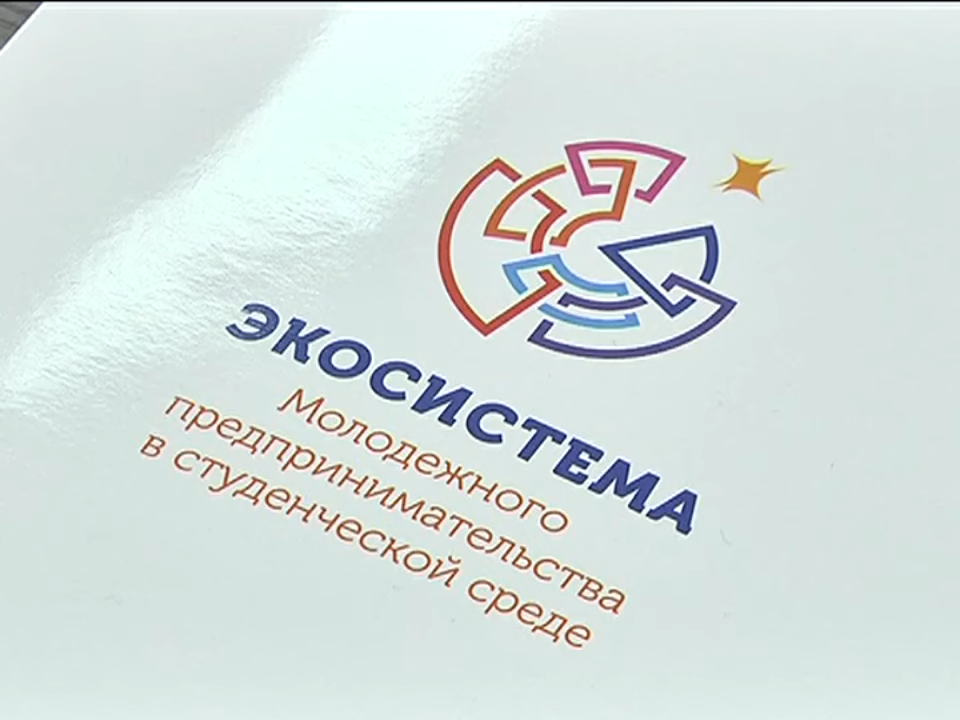 ЭКОСИСТЕМА
Молодежного
предпринимательства
в студенческой среде